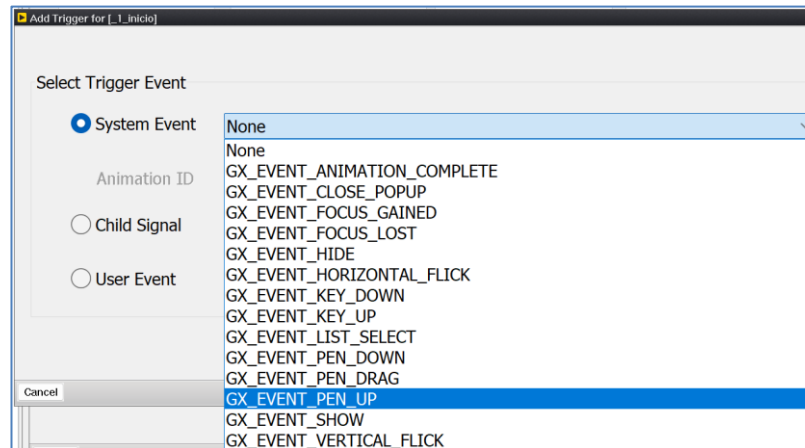 Add Trigger for [_1_inicio]
Select Trigger Event
System Event
None
None
GX_EVENT_ANIMATION_COMPLETE
Animation ID
GX_EVENT_CLOSE_POPUP
GX_EVENT_FOCUS_GAINED
Child Signal
GX_EVENT_FOCUS_LOST
GX_EVENT_HIDE
User Event
GX_EVENT_HORIZONTAL_FLICK
GX_EVENT_KEY_DOWN
GX_EVENT_KEY_UP
GX_EVENT_LIST_SELECT
GX_EVENT_PEN_DOWN
GX_EVENT_PEN_DRAG
Cancel
GX_EVENT_PEN_UP
GX_EVENT_SHOW
GX_EVENT_VERTICAL_FLICK